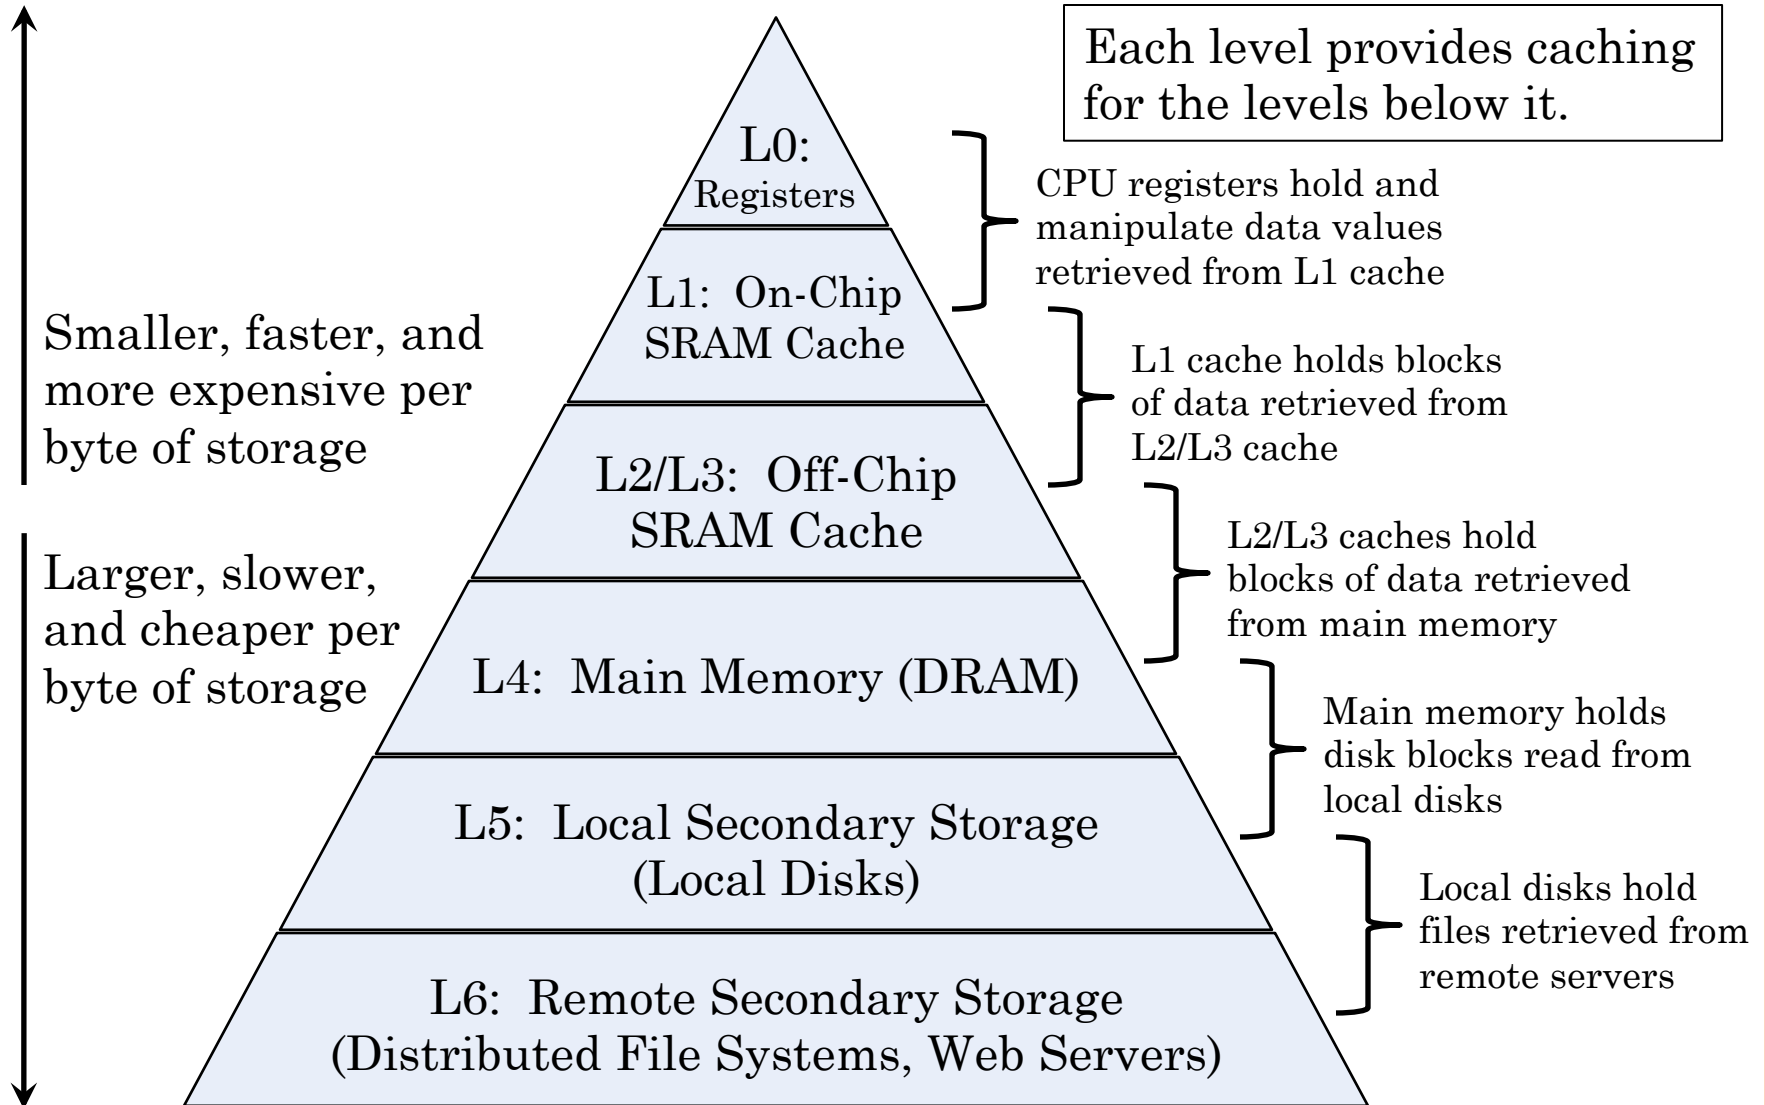 Each level provides caching
for the levels below it.
L0:
Registers
CPU registers hold and
manipulate data values
retrieved from L1 cache
L1: On-Chip
SRAM Cache
Smaller, faster, and
more expensive per
byte of storage
L1 cache holds blocks
of data retrieved from
L2/L3 cache
L2/L3: Off-Chip
SRAM Cache
L2/L3 caches hold
blocks of data retrieved
from main memory
Larger, slower,
and cheaper per
byte of storage
L4: Main Memory (DRAM)
Main memory holds
disk blocks read from
local disks
L5: Local Secondary Storage
(Local Disks)
Local disks hold
files retrieved from
remote servers
L6: Remote Secondary Storage
(Distributed File Systems, Web Servers)